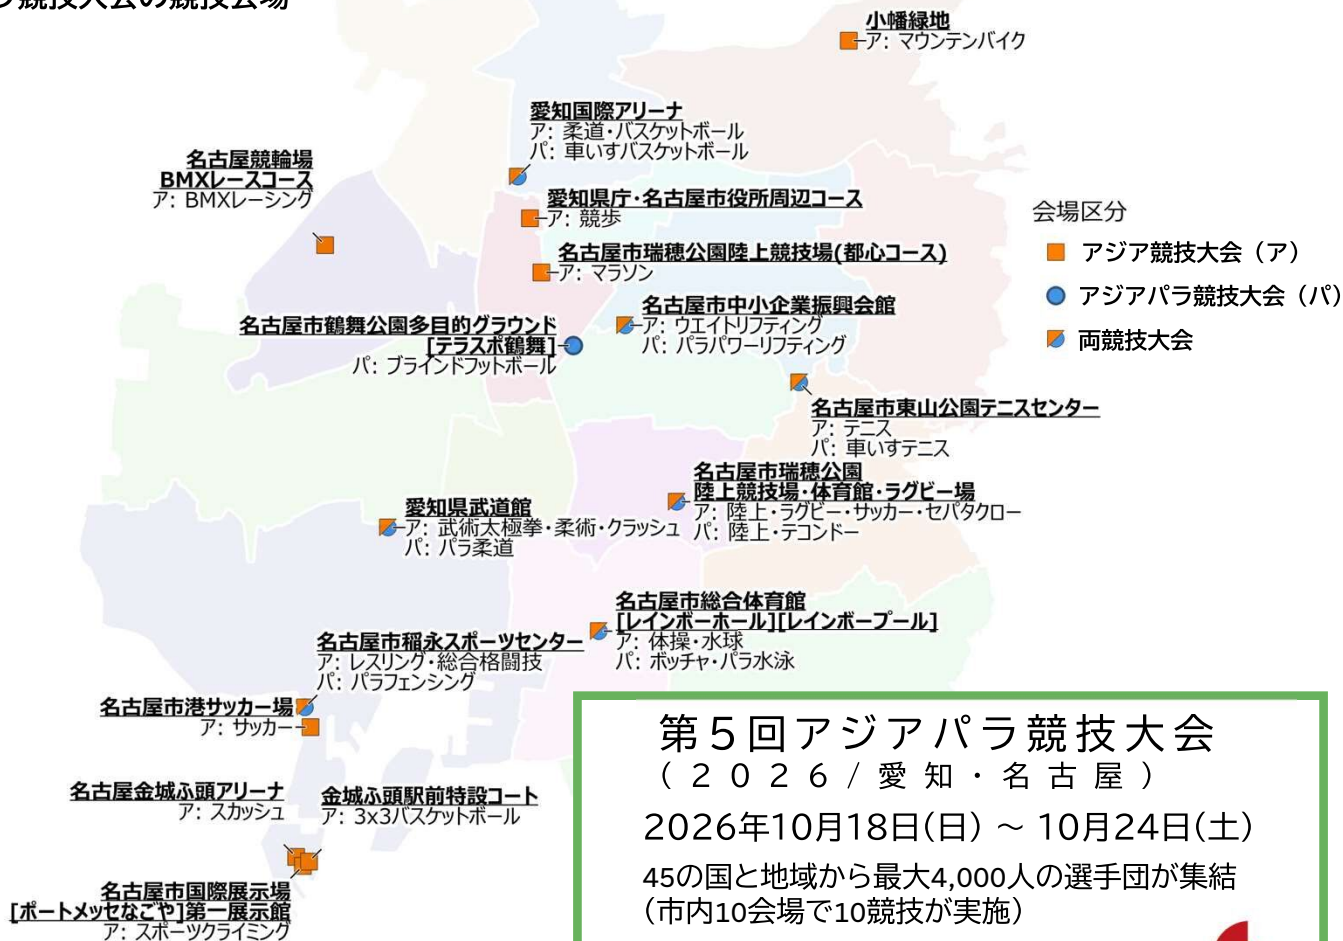 競技大会の競技会場
小幡緑地
ア: マウンテンバイク
愛知国際アリーナ
ア: 柔道・バスケットボール
パ: 車いすバスケットボール
名古屋競輪場
BMXレースコース
ア: BMXレーシング
愛知県庁・名古屋市役所周辺コース
ア: 競歩
会場区分
アジア競技大会（ア）
アジアパラ競技大会（パ）
両競技大会
名古屋市瑞穂公園陸上競技場(都心コース)
ア: マラソン
名古屋市中小企業振興会館
ア: ウエイトリフティング
パ: パラパワーリフティング
名古屋市鶴舞公園多目的グラウンド
[テラスポ鶴舞]
パ: ブラインドフットボール
名古屋市東山公園テニスセンター
ア: テニス
パ: 車いすテニス
名古屋市瑞穂公園
陸上競技場・体育館・ラグビー場
ア: 陸上・ラグビー・サッカー・セパタクロー
パ: 陸上・テコンドー
愛知県武道館
ア: 武術太極拳・柔術・クラッシュ
パ: パラ柔道
名古屋市総合体育館
[レインボーホール][レインボープール]
ア: 体操・水球
パ: ボッチャ・パラ水泳
名古屋市稲永スポーツセンター
ア: レスリング・総合格闘技
パ: パラフェンシング
名古屋市港サッカー場
ア: サッカー
名古屋金城ふ頭アリーナ
ア: スカッシュ
金城ふ頭駅前特設コート
ア: 3x3バスケットボール
名古屋市国際展示場
[ポートメッセなごや]第一展示館
ア: スポーツクライミング
第5回アジアパラ競技大会
（2026/愛知・名古屋）
2026年10月18日(日) ～ 10月24日(土)
45の国と地域から最大4,000人の選手団が集結
（市内10会場で10競技が実施）